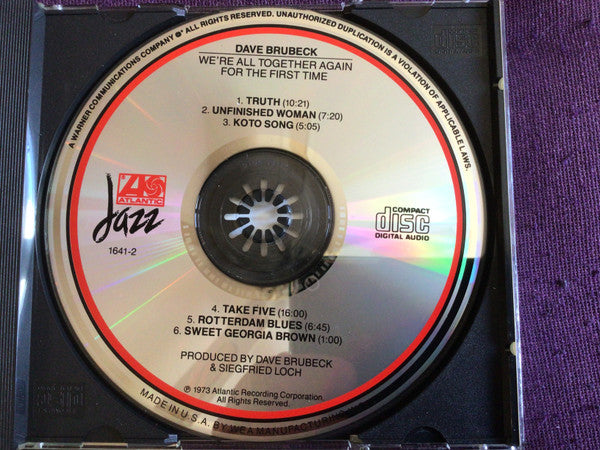 A WARNER COMMUNICATIONS COMPANY ℗® ALL RIGHTS RESERVED. UNAUTHORIZED DUPLICATION IS A VIOLATION OF APPLICABLE LAWS.
DAVE BRUBECK
WE'RE ALL TOGETHER AGAIN
FOR THE FIRST TIME
1. TRUTH (10:21)
2. UNFINISHED WOMAN (7:20)
3. KOTO SONG (5:05)
ATLANTIC
Jazz
1641-2
COMPACT
disc
DIGITAL AUDIO
4. TAKE FIVE (16:00)
5. ROTTERDAM BLUES (6:45)
6. SWEET GEORGIA BROWN (1:00)
PRODUCED BY DAVE BRUBECK
& SIEGFRIED LOCH
℗ 1973 Atlantic Recording Corporation.
All Rights Reserved.
MADE IN U.S.A. BY WEA MANUFACTURING